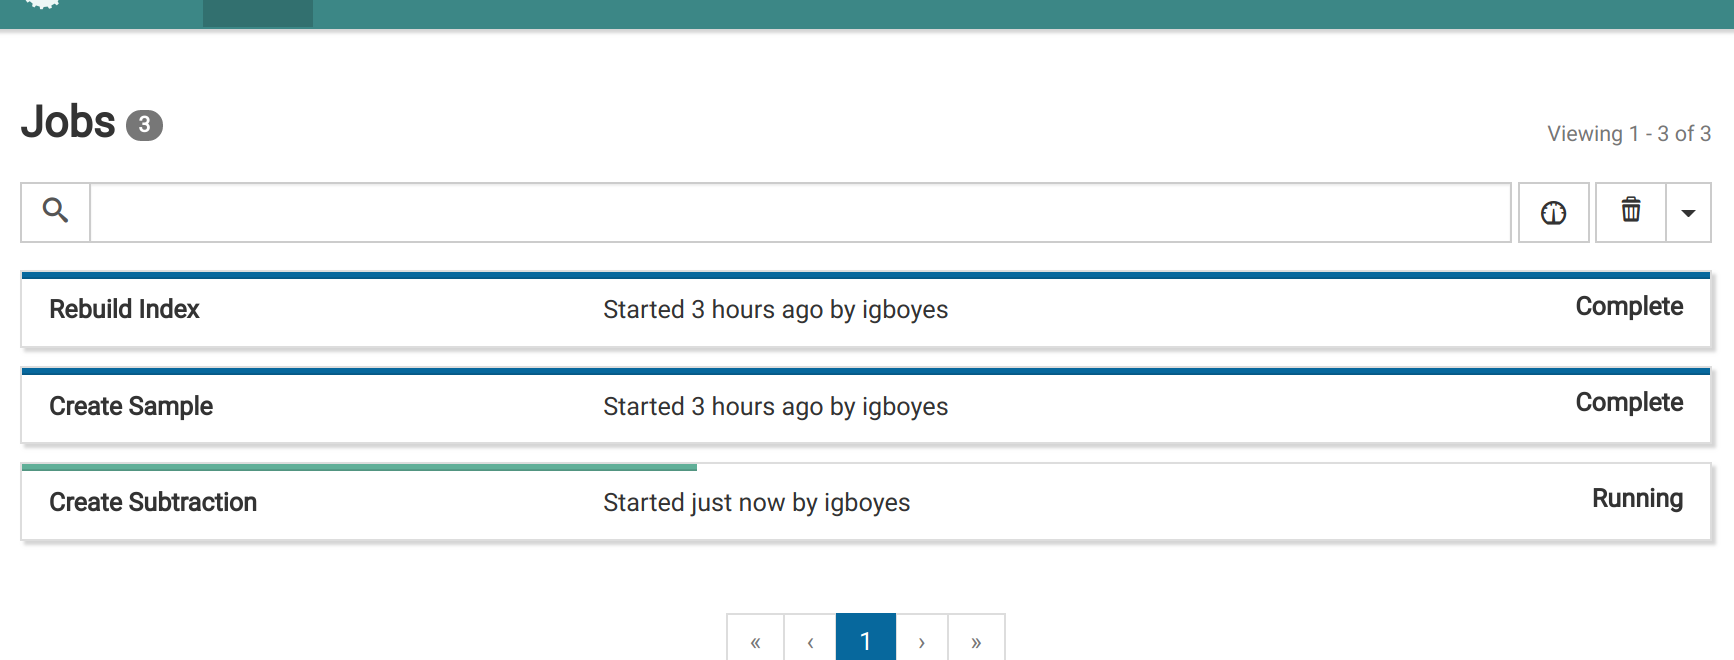 Jobs 3
Viewing 1 - 3 of 3
Rebuild Index Started 3 hours ago by igboyes Complete
Create Sample Started 3 hours ago by igboyes Complete
Create Subtraction Started just now by igboyes Running
« ‹ 1 › »